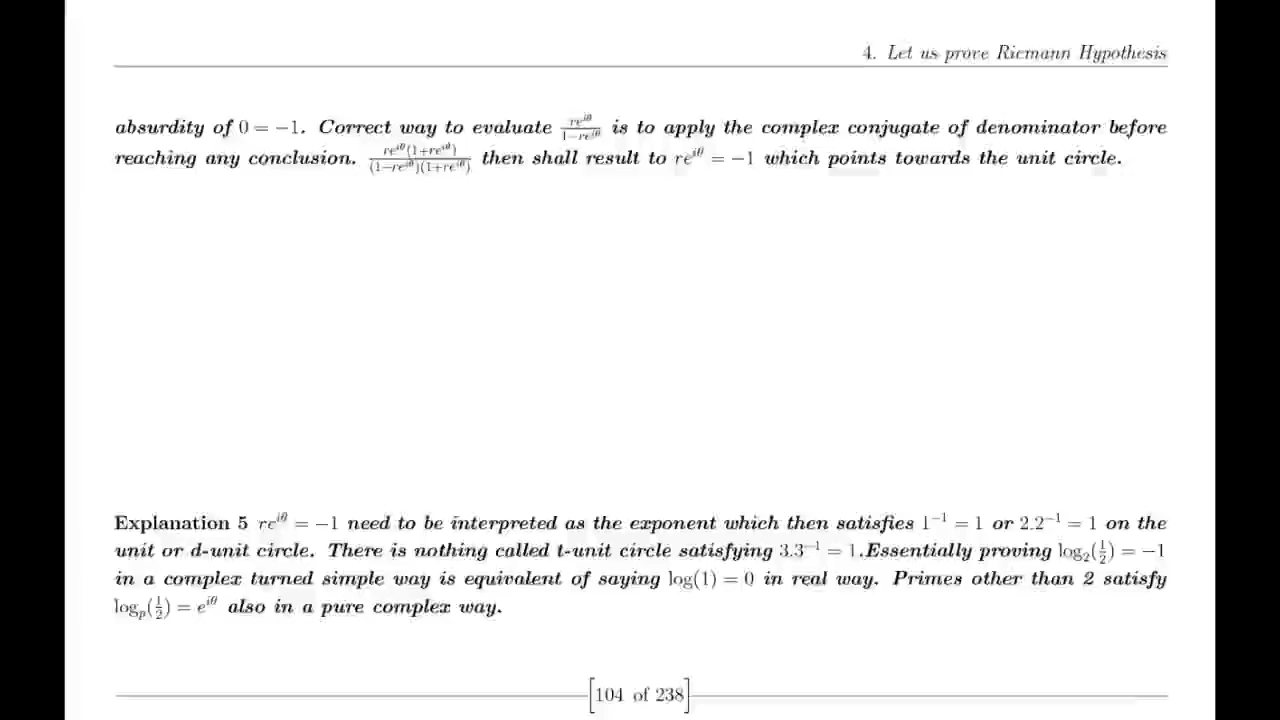 4. Let us prove Riemann Hypothesis
absurdity of 0 = −1. Correct way to evaluate \frac{re^{iθ}}{1−re^{iθ}} is to apply the complex conjugate of denominator before
reaching any conclusion. \frac{re^{iθ}(1+re^{iθ})}{(1−re^{iθ})(1+re^{iθ})} then shall result to re^{iθ} = −1 which points towards the unit circle.
Explanation 5 re^{iθ} = −1 need to be interpreted as the exponent which then satisfies 1^{−1} = 1 or 2.2^{−1} = 1 on the
unit or d-unit circle. There is nothing called t-unit circle satisfying 3.3^{−1} = 1.Essentially proving log_2(\frac{1}{2}) = −1
in a complex turned simple way is equivalent of saying log(1) = 0 in real way. Primes other than 2 satisfy
log_p(\frac{1}{2}) = e^{iθ} also in a pure complex way.
[104 of 238]